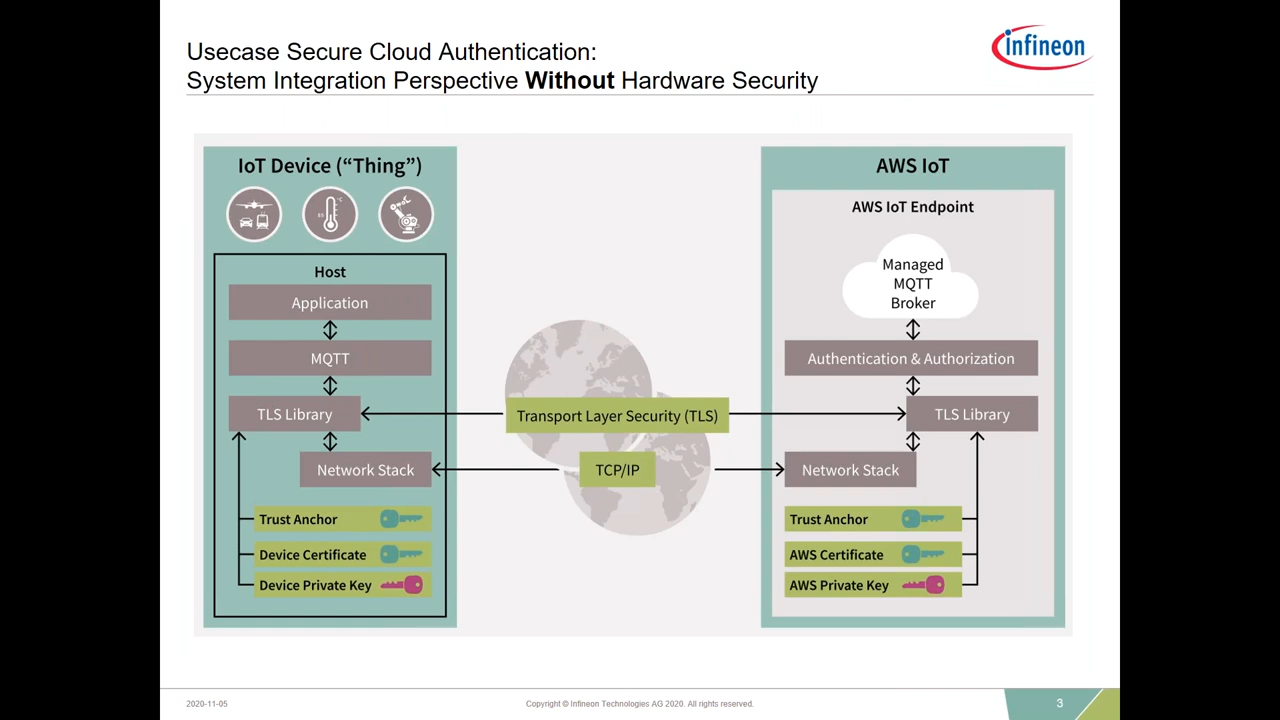 Usecase Secure Cloud Authentication:
System Integration Perspective Without Hardware Security
infineon
IoT Device (“Thing”)
°C
Host
Application
MQTT
TLS Library
Network Stack
Trust Anchor
Device Certificate
Device Private Key
Transport Layer Security (TLS)
TCP/IP
AWS IoT
AWS IoT Endpoint
Managed
MQTT
Broker
Authentication & Authorization
TLS Library
Network Stack
Trust Anchor
AWS Certificate
AWS Private Key
2020-11-05
Copyright © Infineon Technologies AG 2020. All rights reserved.
3